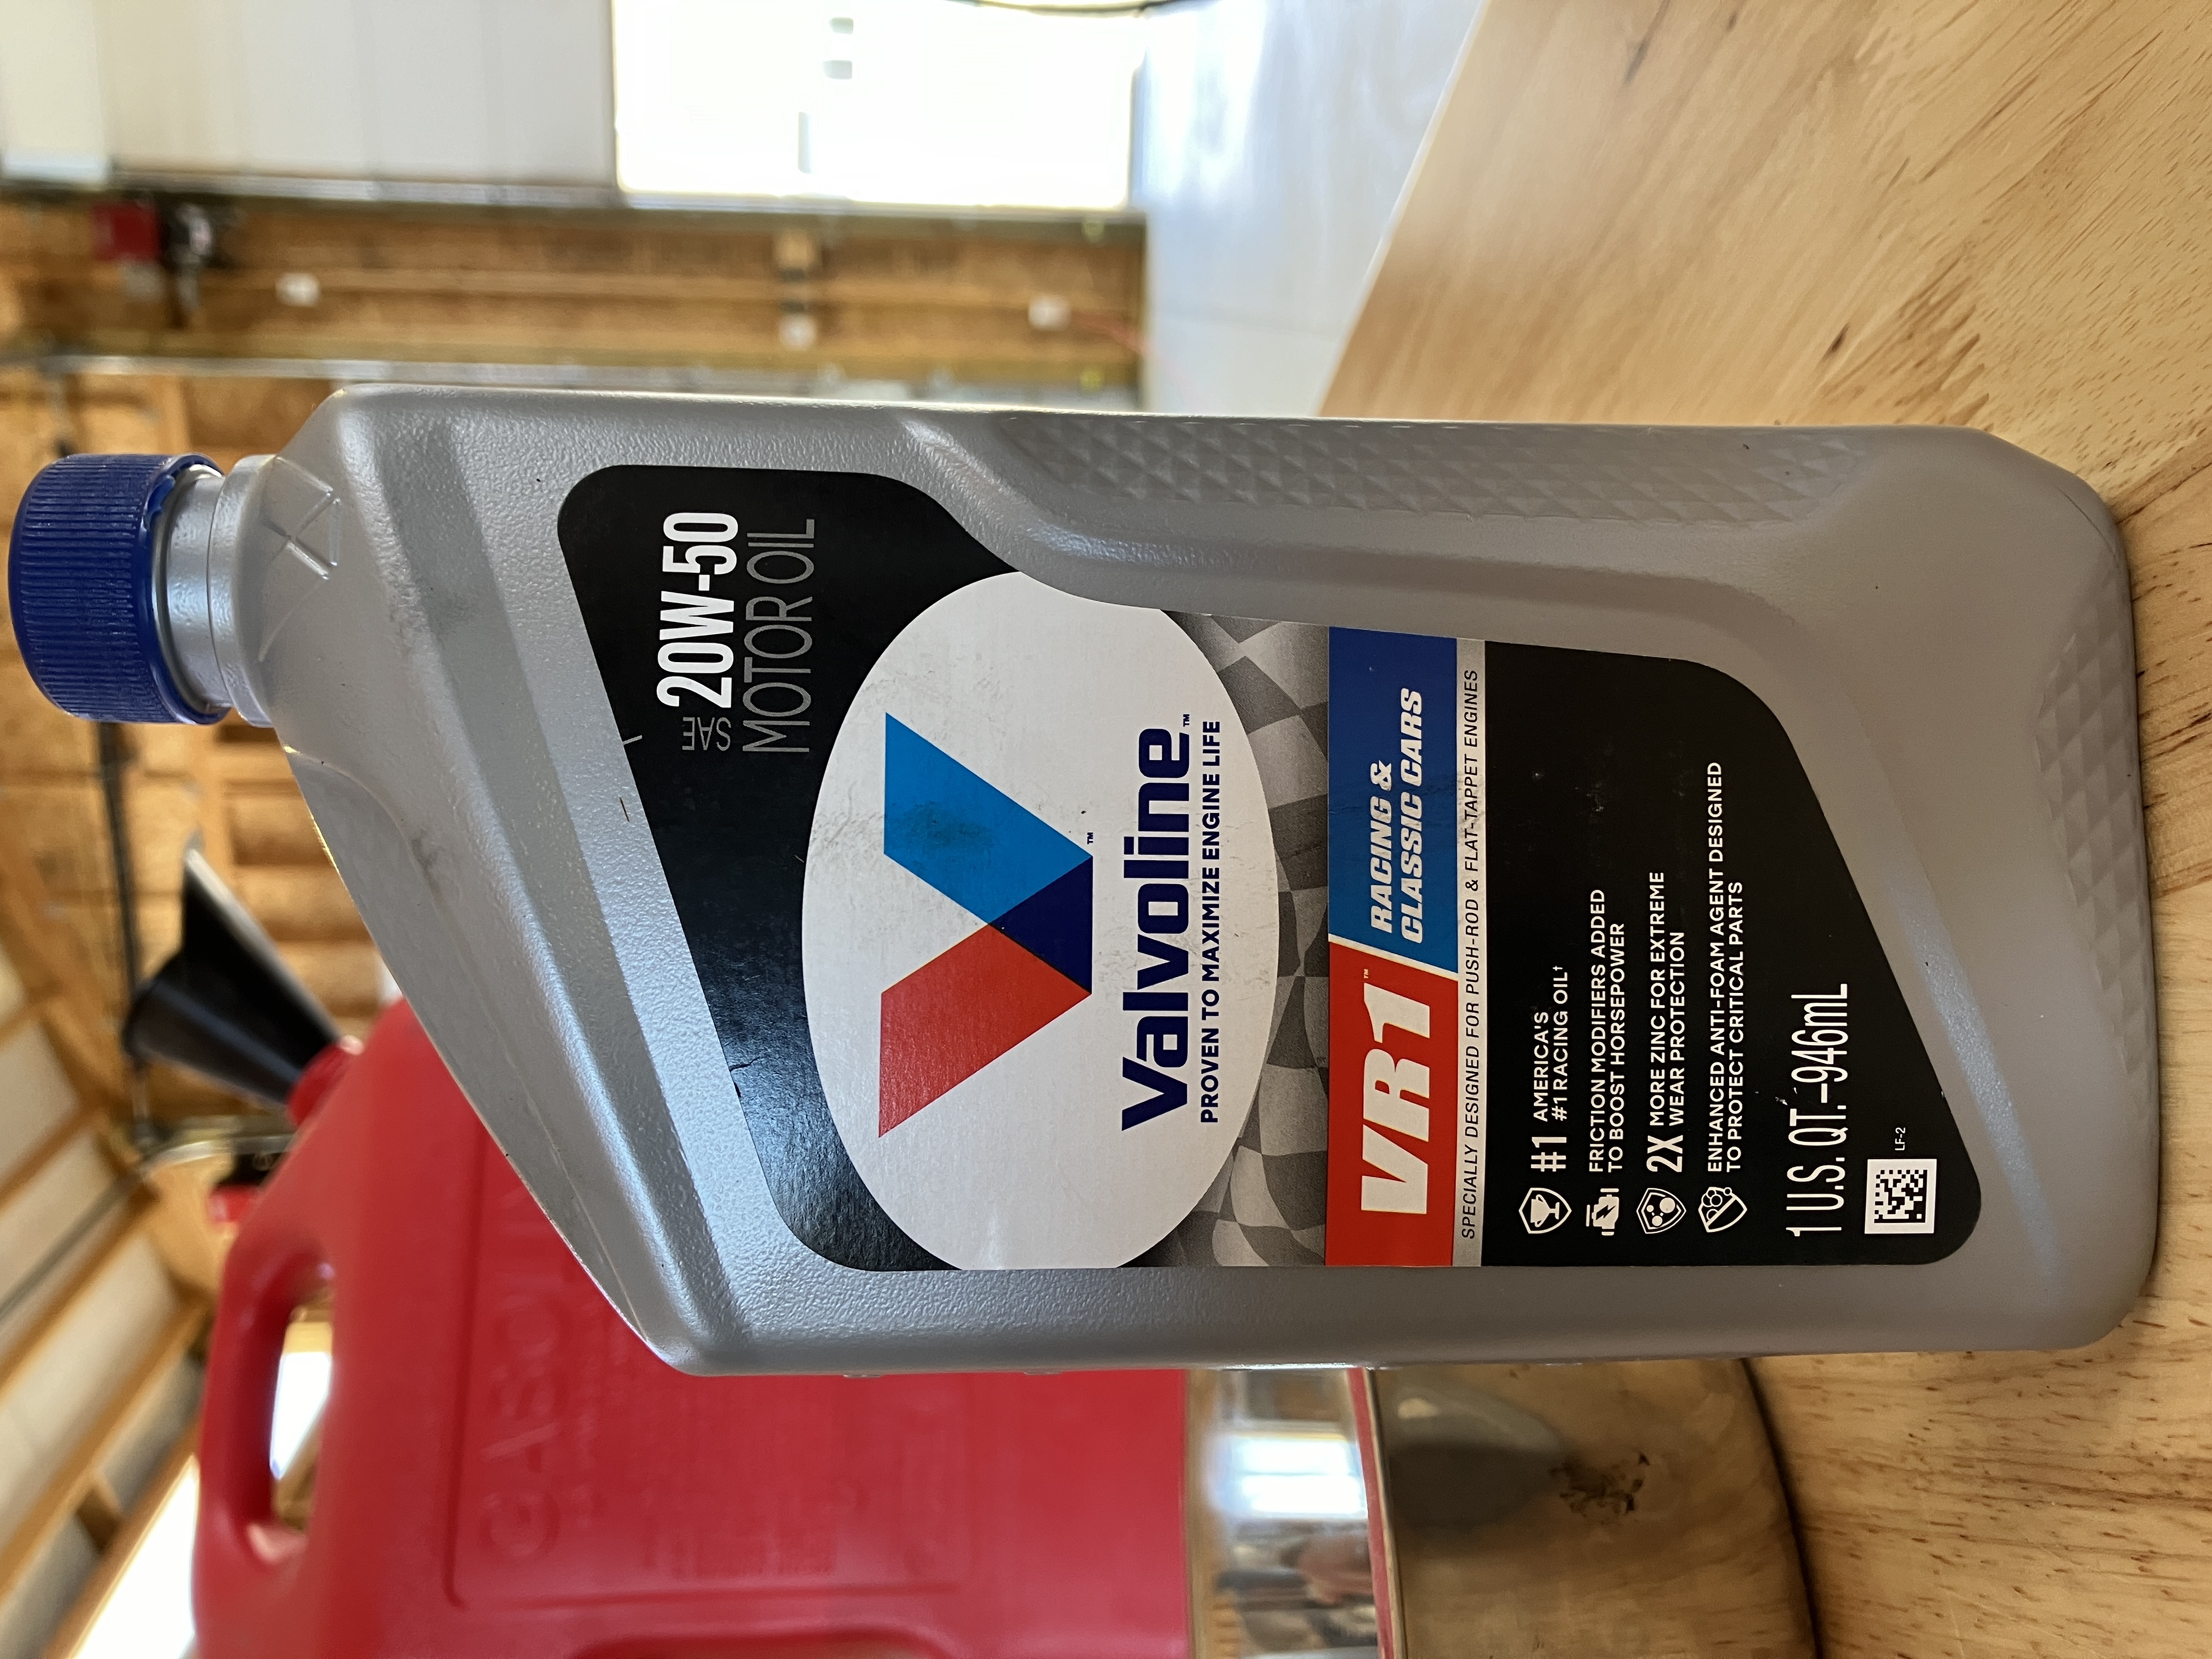 SAE 20W-50
MOTOR OIL
Valvoline™
PROVEN TO MAXIMIZE ENGINE LIFE
VR1™ RACING &
CLASSIC CARS
SPECIALLY DESIGNED FOR PUSH-ROD & FLAT-TAPPET ENGINES
#1 AMERICA'S
#1 RACING OIL†
FRICTION MODIFIERS ADDED
TO BOOST HORSEPOWER
2X MORE ZINC FOR EXTREME
WEAR PROTECTION
ENHANCED ANTI-FOAM AGENT DESIGNED
TO PROTECT CRITICAL PARTS
1 U.S. QT.-946mL
LF-2
GASOLINE